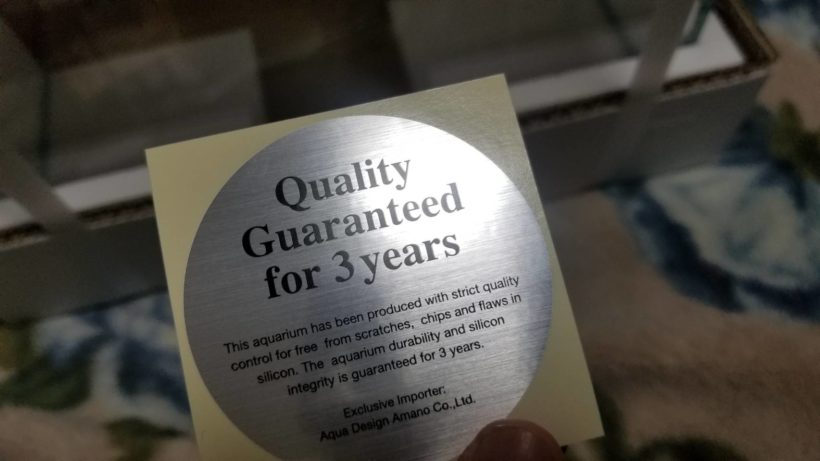 Quality
Guaranteed
for 3 years
This aquarium has been produced with strict quality
control for free from scratches, chips and flaws in
silicon. The aquarium durability and silicon
integrity is guaranteed for 3 years.
Exclusive Importer:
Aqua Design Amano Co.,Ltd.